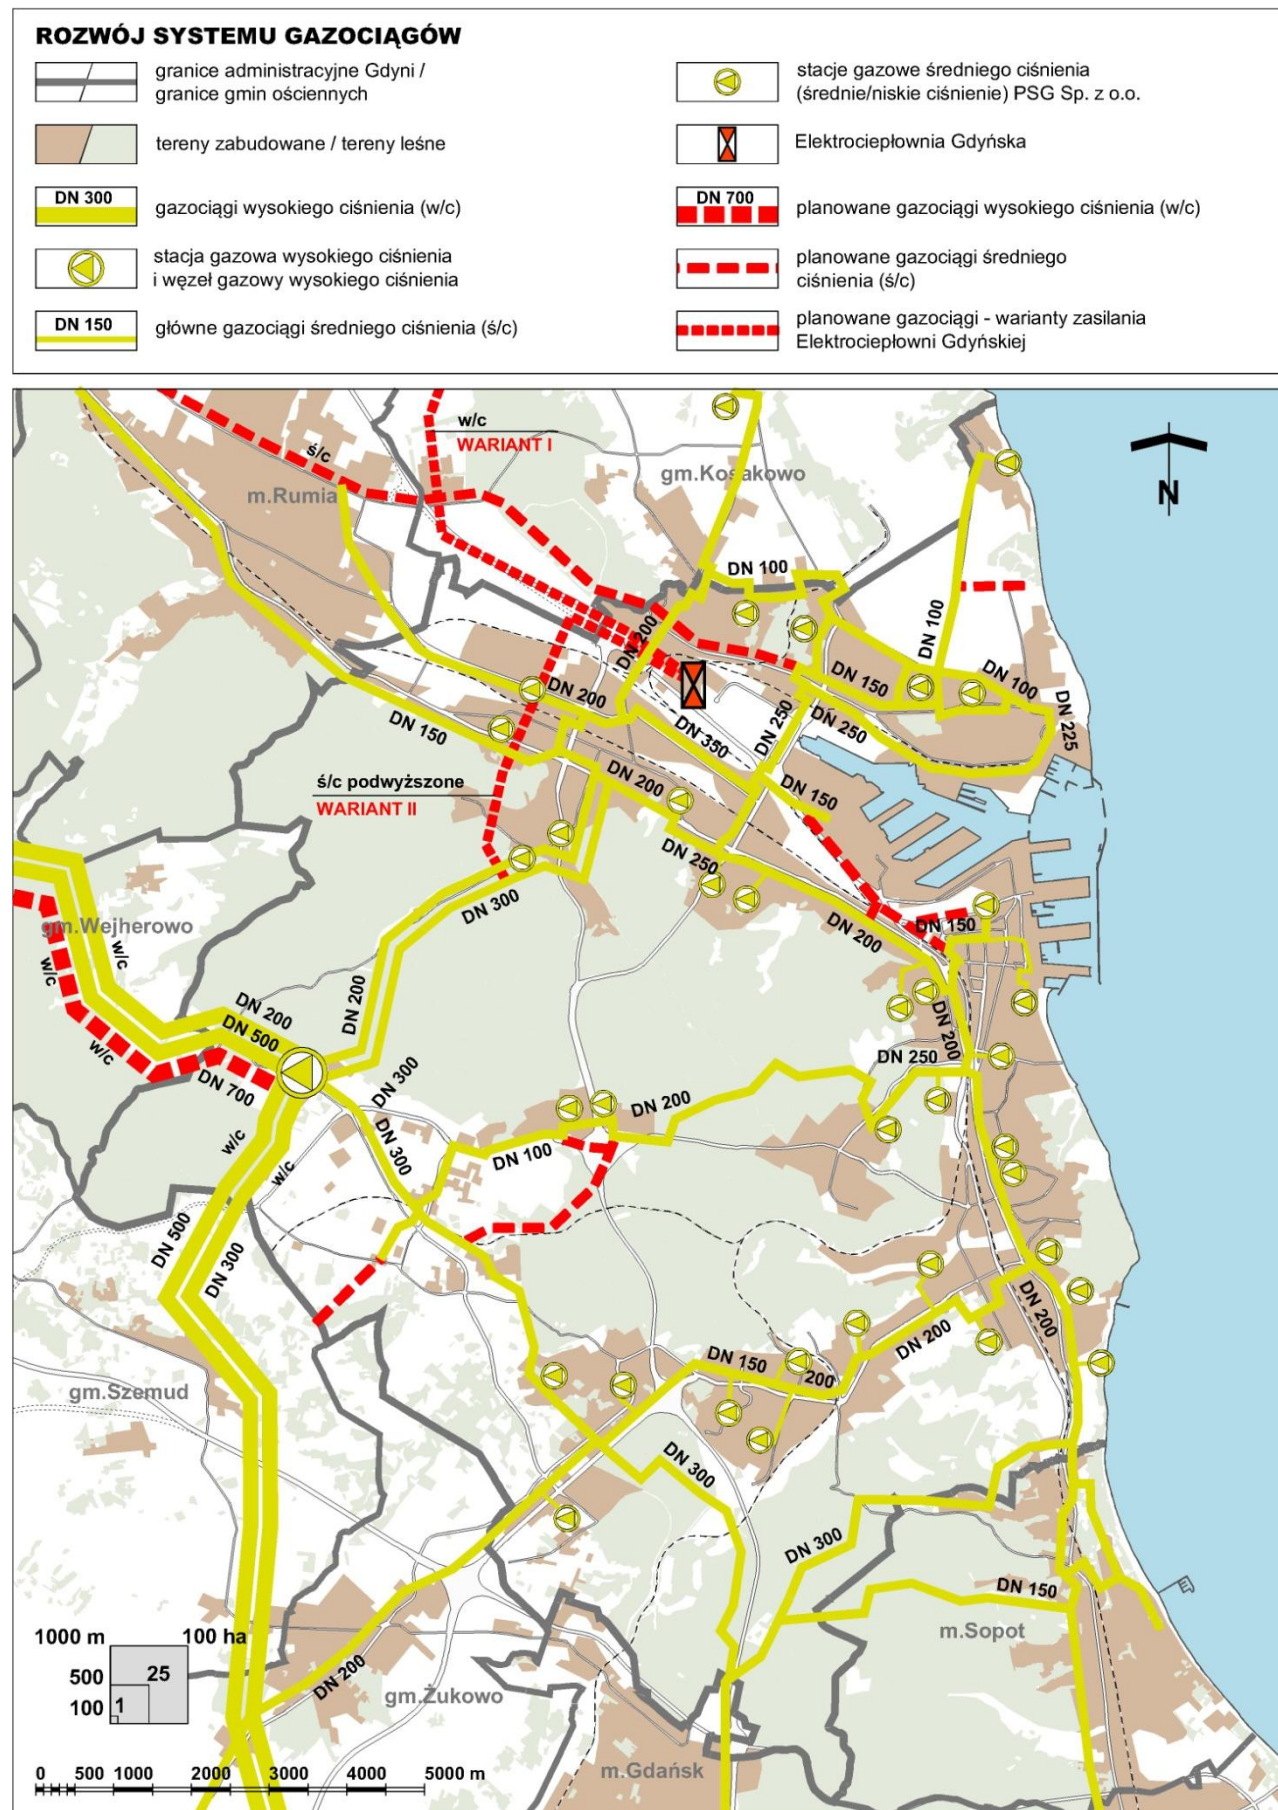 ROZWÓJ SYSTEMU GAZOCIĄGÓW
granice administracyjne Gdyni /
granice gmin ościennych
tereny zabudowane / tereny leśne
DN 300
gazociągi wysokiego ciśnienia (w/c)
stacja gazowa wysokiego ciśnienia
i węzeł gazowy wysokiego ciśnienia
DN 150
główne gazociągi średniego ciśnienia (ś/c)
stacje gazowe średniego ciśnienia
(średnie/niskie ciśnienie) PSG Sp. z o.o.
Elektrociepłownia Gdyńska
DN 700
planowane gazociągi wysokiego ciśnienia (w/c)
planowane gazociągi średniego
ciśnienia (ś/c)
planowane gazociągi - warianty zasilania
Elektrociepłowni Gdyńskiej
w/c
WARIANT I
ś/c
m.Rumia
gm.Kosakowo
N
DN 100
DN 200
DN 100
DN 150
DN 100
DN 225
DN 200
DN 150
DN 350
DN 250
DN 250
ś/c podwyższone
WARIANT II
DN 200
DN 150
DN 250
DN 300
DN 200
DN 150
gm.Wejherowo
w/c
w/c
w/c
DN 200
DN 500
DN 700
DN 200
DN 300
DN 200
DN 250
DN 200
DN 300
DN 100
w/c
w/c
DN 500
DN 300
DN 200
DN 200
DN 150
200
gm.Szemud
DN 300
DN 300
DN 150
m.Sopot
DN 200
gm.Żukowo
m.Gdańsk
1000 m
100 ha
500
25
100
1
0 500 1000 2000 3000 4000 5000 m